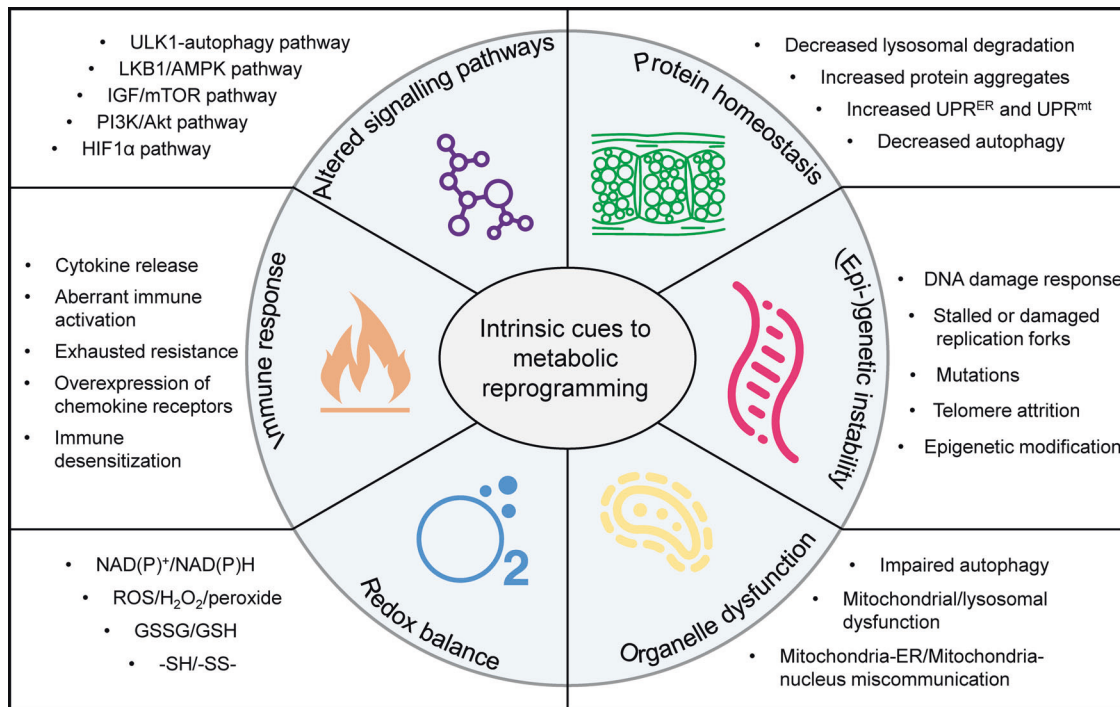 Altered signalling pathways
• ULK1-autophagy pathway
• LKB1/AMPK pathway
• IGF/mTOR pathway
• PI3K/Akt pathway
• HIF1α pathway
Protein homeostasis
• Decreased lysosomal degradation
• Increased protein aggregates
• Increased UPRᴱᴿ and UPRᵐᵗ
• Decreased autophagy
Immune response
• Cytokine release
• Aberrant immune
activation
• Exhausted resistance
• Overexpression of
chemokine receptors
• Immune
desensitization
Intrinsic cues to
metabolic
reprogramming
(Epi-)genetic instability
• DNA damage response
• Stalled or damaged
replication forks
• Mutations
• Telomere attrition
• Epigenetic modification
Redox balance
2
• NAD(P)⁺/NAD(P)H
• ROS/H₂O₂/peroxide
• GSSG/GSH
• -SH/-SS-
Organelle dysfunction
• Impaired autophagy
• Mitochondrial/lysosomal
dysfunction
• Mitochondria-ER/Mitochondria-
nucleus miscommunication